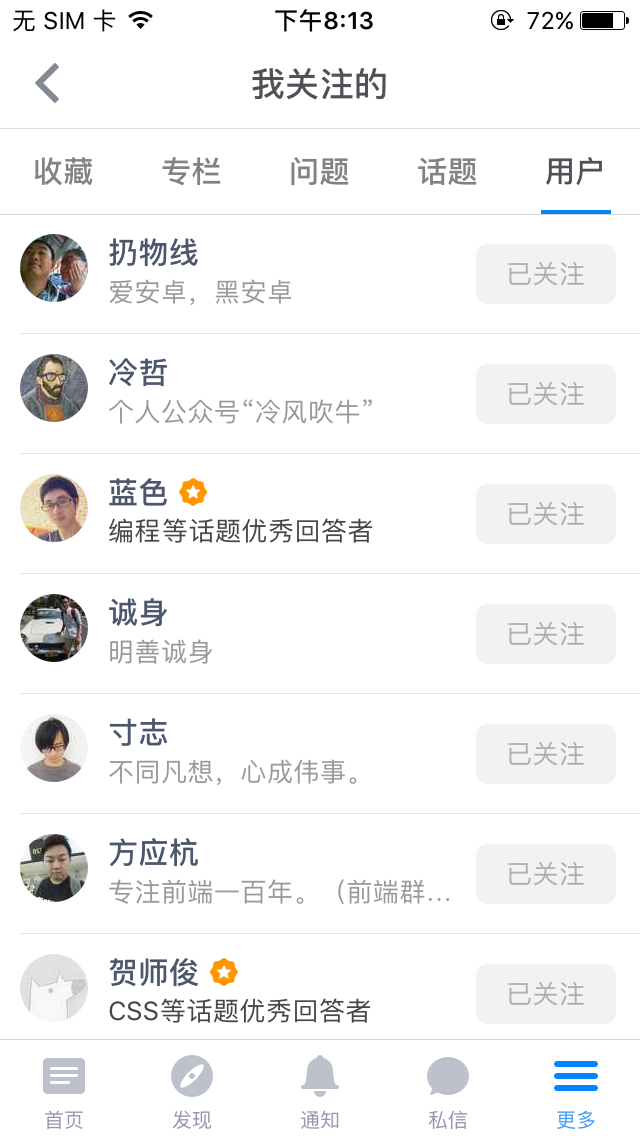 无 SIM 卡 下午8:13 72%
我关注的
收藏 专栏 问题 话题 用户
扔物线
爱安卓，黑安卓
已关注
冷哲
个人公众号“冷风吹牛”
已关注
蓝色
编程等话题优秀回答者
已关注
诚身
明善诚身
已关注
寸志
不同凡想，心成伟事。
已关注
方应杭
专注前端一百年。（前端群...
已关注
贺师俊
CSS等话题优秀回答者
已关注
首页 发现 通知 私信 更多